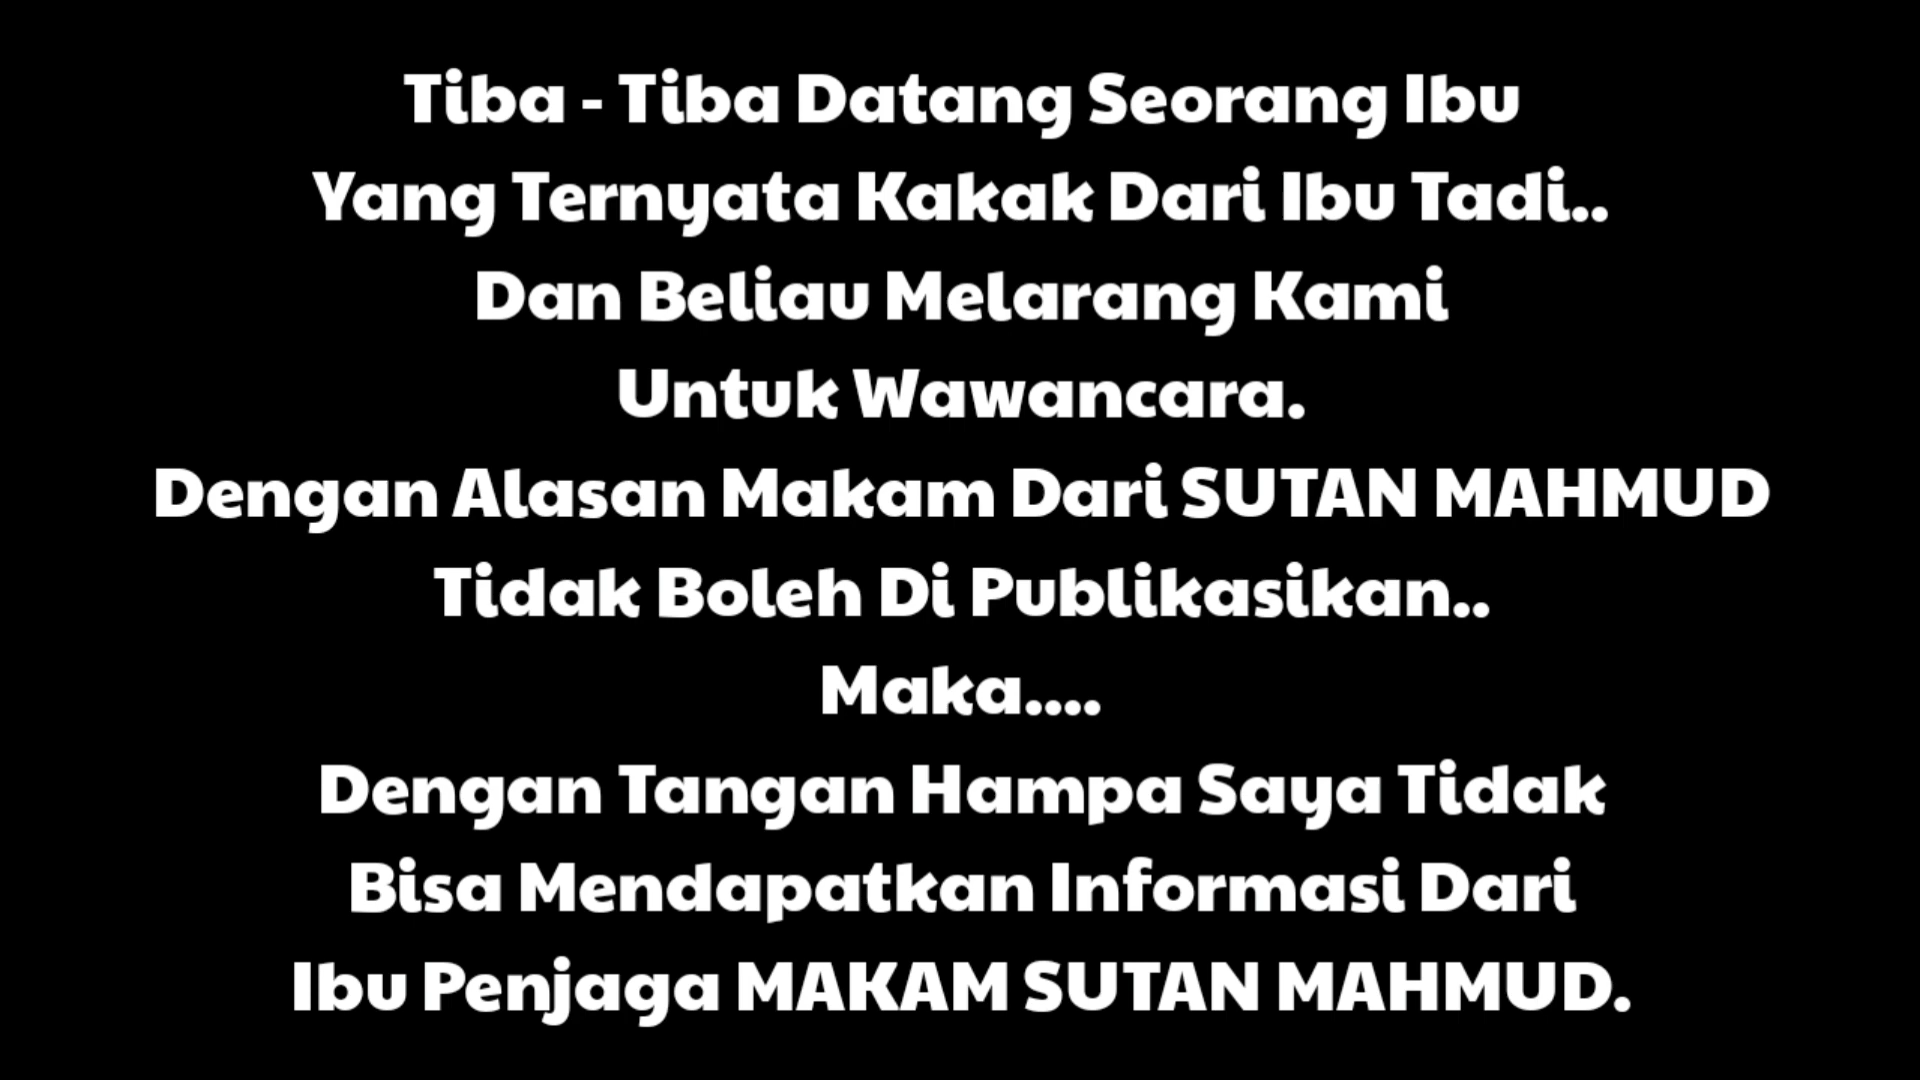 Tiba - Tiba Datang Seorang Ibu
Yang Ternyata Kakak Dari Ibu Tadi..
Dan Beliau Melarang Kami
Untuk Wawancara.
Dengan Alasan Makam Dari SUTAN MAHMUD
Tidak Boleh Di Publikasikan..
Maka....
Dengan Tangan Hampa Saya Tidak
Bisa Mendapatkan Informasi Dari
Ibu Penjaga MAKAM SUTAN MAHMUD.